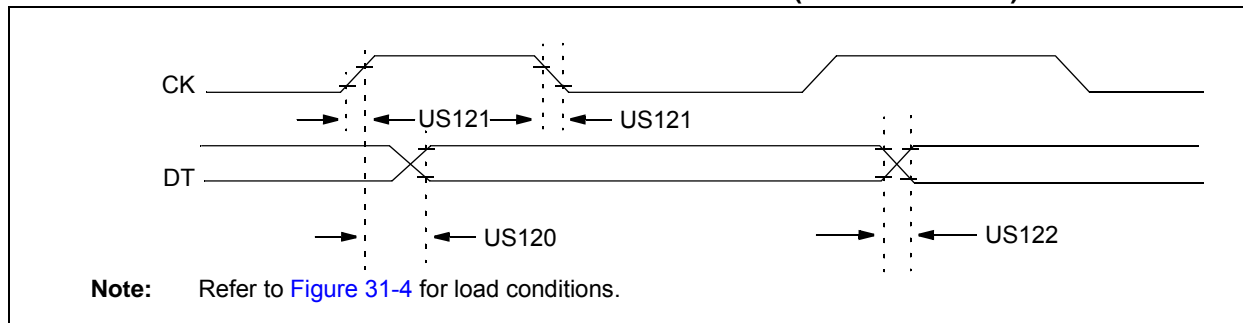 CK
US121 US121
DT
US120 US122
Note: Refer to Figure 31-4 for load conditions.